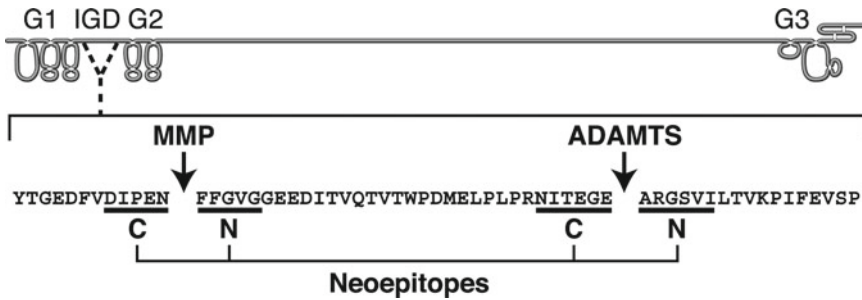 G1 IGD G2 G3
MMP ADAMTS
YTGEDFVDIPEN FFGVGGEEDITVQTVTWPDMELPLPRNITEGE ARGSVILTVKPIFEVSP
C N C N
Neoepitopes